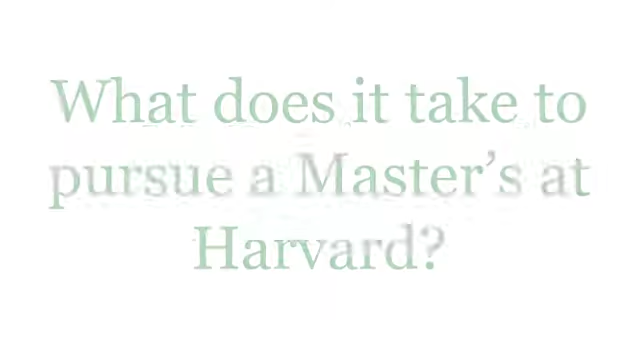 What does it take to
pursue a Master’s at
Harvard?